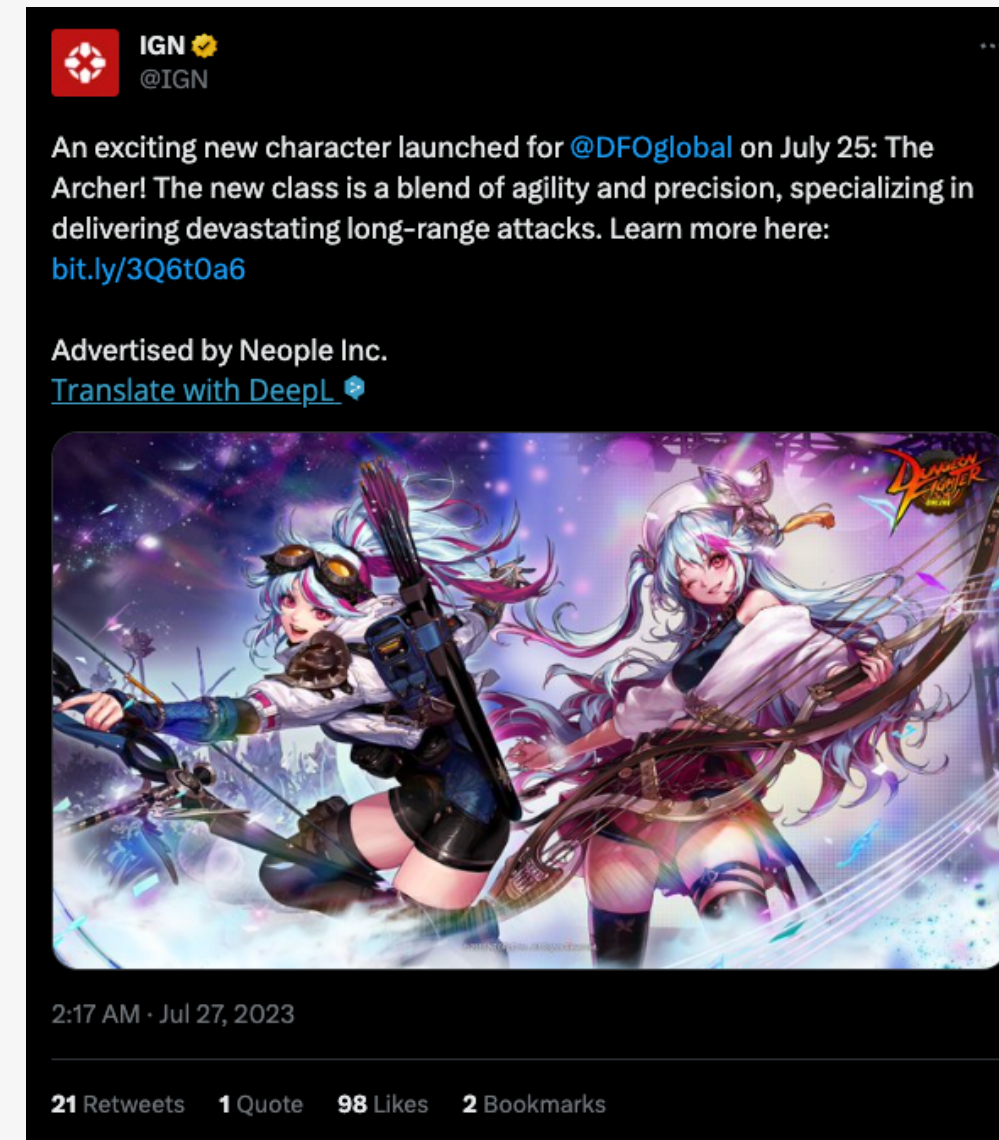 IGN
@IGN
An exciting new character launched for @DFOglobal on July 25: The
Archer! The new class is a blend of agility and precision, specializing in
delivering devastating long-range attacks. Learn more here:
bit.ly/3Q6t0a6
Advertised by Neople Inc.
Translate with DeepL
DUNGEON
FIGHTER
ONLINE
2:17 AM · Jul 27, 2023
21 Retweets 1 Quote 98 Likes 2 Bookmarks